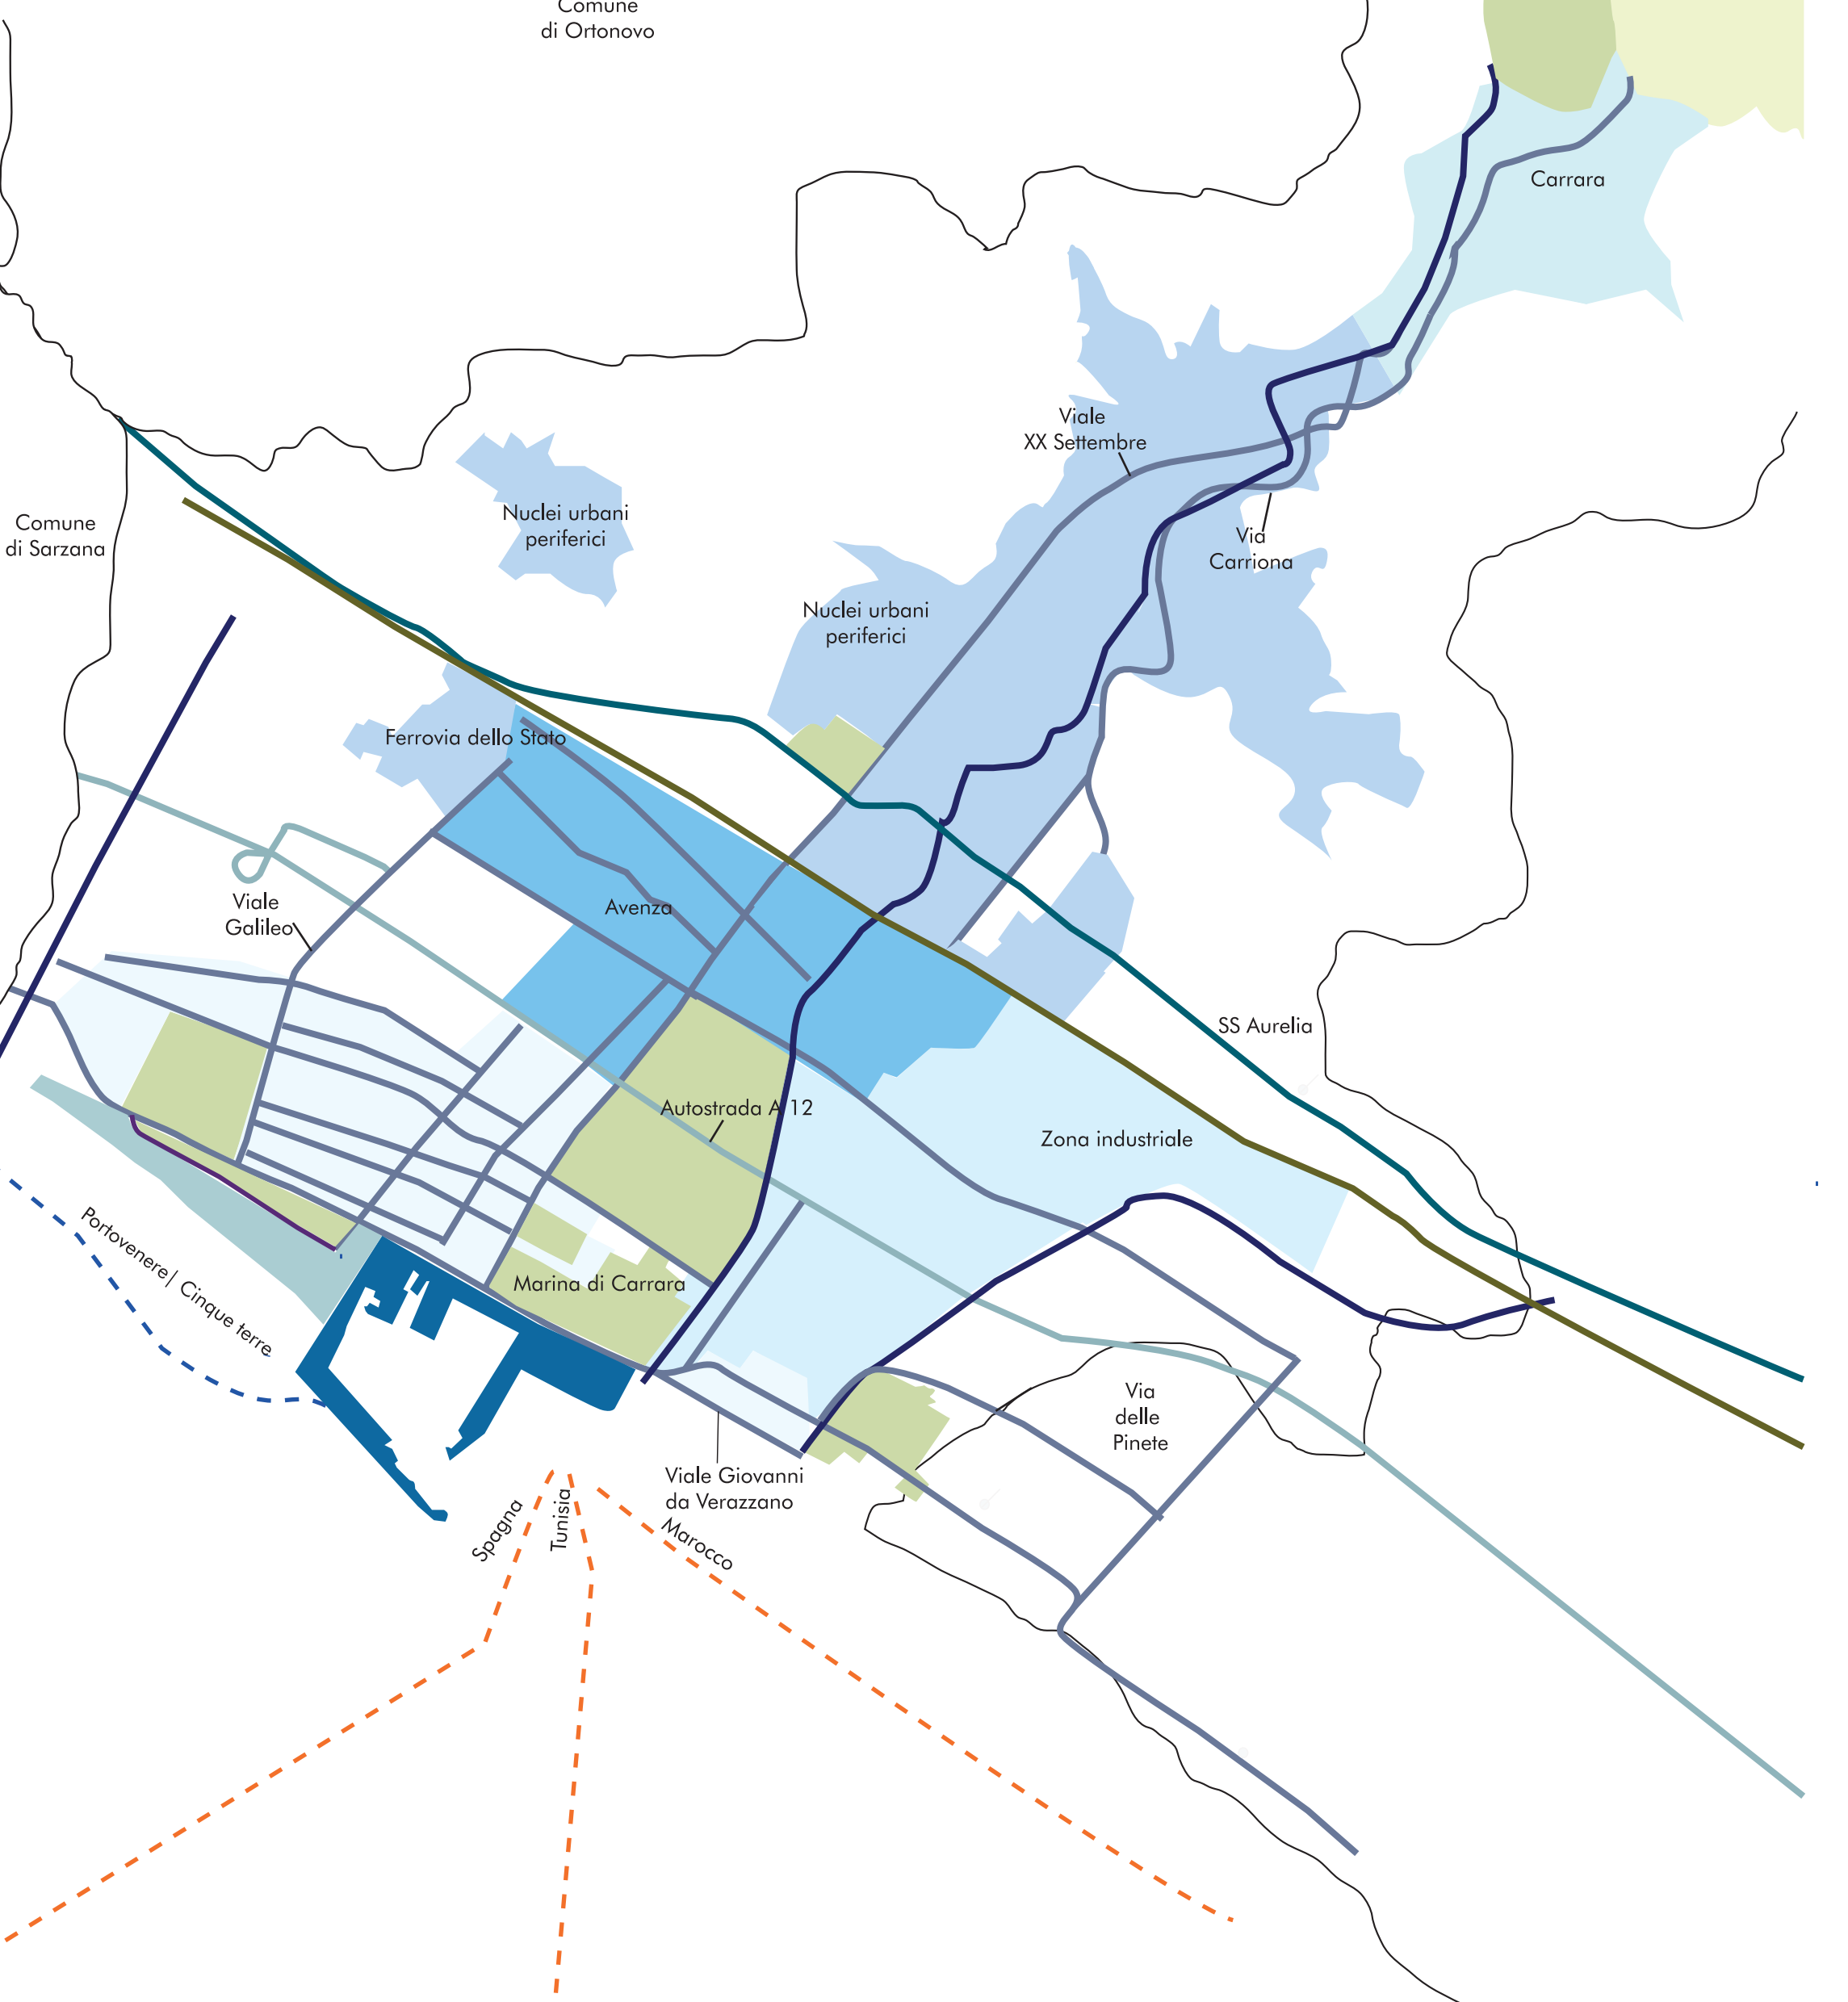 Comune
di Ortonovo
Carrara
Viale
XX Settembre
Nuclei urbani
periferici
Comune
di Sarzana
Via
Carriona
Nuclei urbani
periferici
Ferrovia dello Stato
Viale
Galileo
Avenza
SS Aurelia
Autostrada A 12
Zona industriale
Portovenere/ Cinque terre
Marina di Carrara
Via
delle
Pinete
Viale Giovanni
da Verazzano
Spagna
Tunisia
Marocco